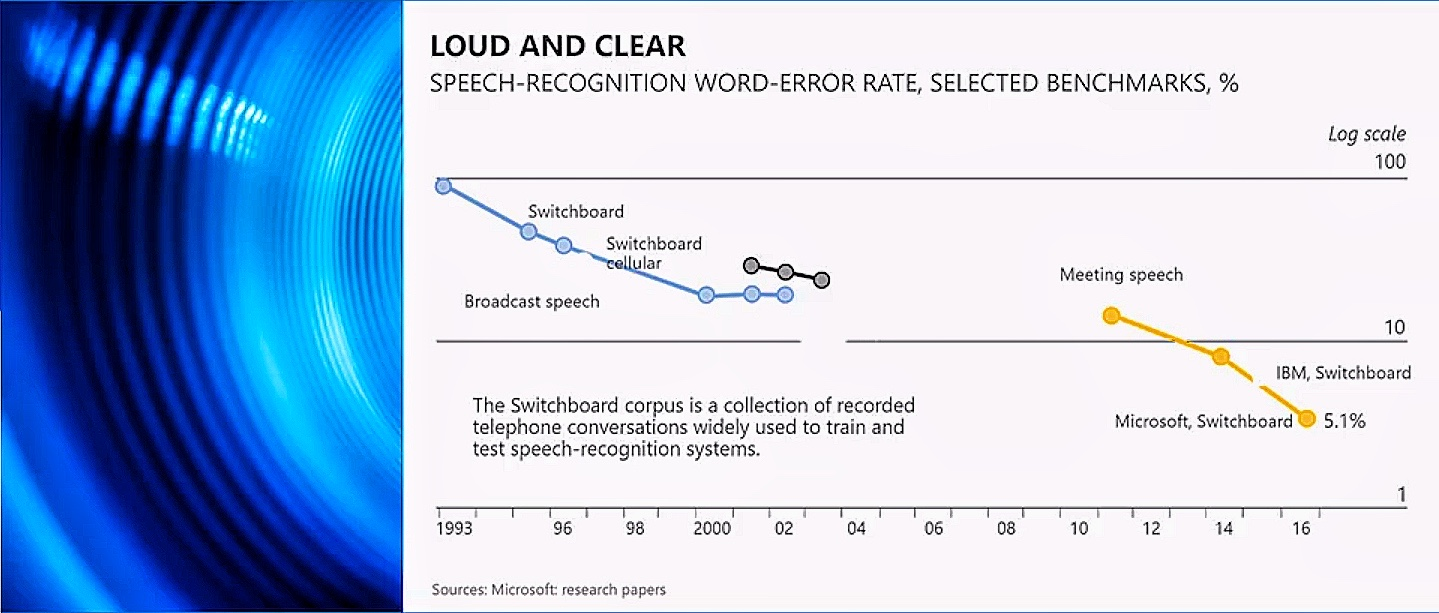 LOUD AND CLEAR
SPEECH-RECOGNITION WORD-ERROR RATE, SELECTED BENCHMARKS, %
Log scale
100
Switchboard
Switchboard
cellular
Meeting speech
Broadcast speech
10
IBM, Switchboard
The Switchboard corpus is a collection of recorded
telephone conversations widely used to train and
test speech-recognition systems.
Microsoft, Switchboard 5.1%
1
1993 96 98 2000 02 04 06 08 10 12 14 16
Sources: Microsoft: research papers